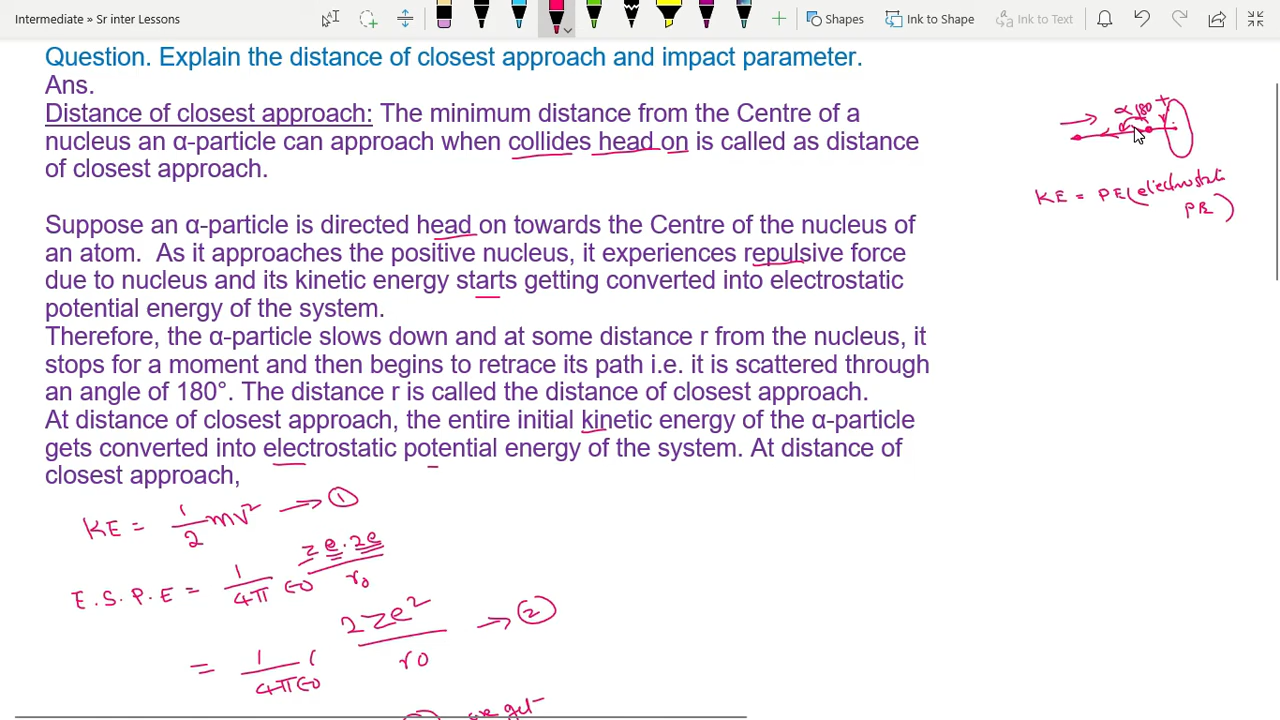 Intermediate » Sr inter Lessons
Shapes
Ink to Shape
Ink to Text
Question. Explain the distance of closest approach and impact parameter.
Ans.
Distance of closest approach: The minimum distance from the Centre of a
nucleus an α-particle can approach when collides head on is called as distance
of closest approach.
α 180 +
r
KE = PE(electrostati
PE)
Suppose an α-particle is directed head on towards the Centre of the nucleus of
an atom. As it approaches the positive nucleus, it experiences repulsive force
due to nucleus and its kinetic energy starts getting converted into electrostatic
potential energy of the system.
Therefore, the α-particle slows down and at some distance r from the nucleus, it
stops for a moment and then begins to retrace its path i.e. it is scattered through
an angle of 180°. The distance r is called the distance of closest approach.
At distance of closest approach, the entire initial kinetic energy of the α-particle
gets converted into electrostatic potential energy of the system. At distance of
closest approach,
KE = 1/2 mv² → ①
E.S.P.E = 1/4π∈0 ze.2e/r0
= 1/4π∈0 2ze²/r0 → ②
we get